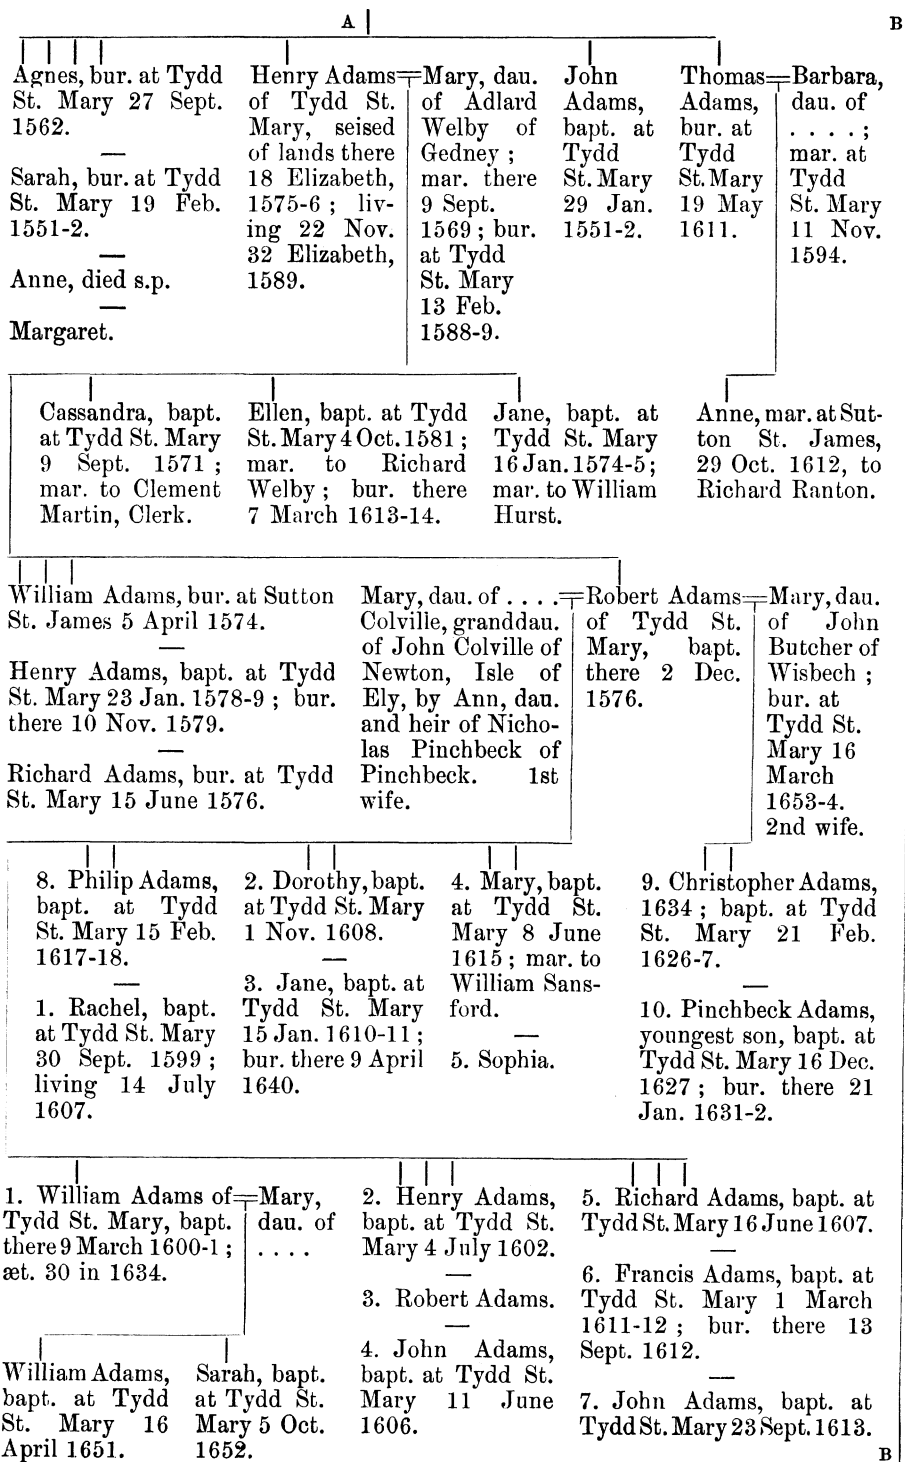 A
B
Agnes, bur. at Tydd
St. Mary 27 Sept.
1562.
—
Sarah, bur. at Tydd
St. Mary 19 Feb.
1551-2.
—
Anne, died s.p.
—
Margaret.
Henry Adams
of Tydd St.
Mary, seised
of lands there
18 Elizabeth,
1575-6 ; liv-
ing 22 Nov.
32 Elizabeth,
1589.
Mary, dau.
of Adlard
Welby of
Gedney ;
mar. there
9 Sept.
1569 ; bur.
at Tydd
St. Mary
13 Feb.
1588-9.
John
Adams,
bapt. at
Tydd
St. Mary
29 Jan.
1551-2.
Thomas
Adams,
bur. at
Tydd
St. Mary
19 May
1611.
Barbara,
dau. of
. . . . ;
mar. at
Tydd
St. Mary
11 Nov.
1594.
Cassandra, bapt.
at Tydd St. Mary
9 Sept. 1571 ;
mar. to Clement
Martin, Clerk.
Ellen, bapt. at Tydd
St. Mary 4 Oct. 1581 ;
mar. to Richard
Welby ; bur. there
7 March 1613-14.
Jane, bapt. at
Tydd St. Mary
16 Jan. 1574-5;
mar. to William
Hurst.
Anne, mar. at Sut-
ton St. James,
29 Oct. 1612, to
Richard Ranton.
William Adams, bur. at Sutton
St. James 5 April 1574.
—
Henry Adams, bapt. at Tydd
St. Mary 23 Jan. 1578-9 ; bur.
there 10 Nov. 1579.
—
Richard Adams, bur. at Tydd
St. Mary 15 June 1576.
Mary, dau. of . . . .
Colville, granddau.
of John Colville of
Newton, Isle of
Ely, by Ann, dau.
and heir of Nicho-
las Pinchbeck of
Pinchbeck. 1st
wife.
Robert Adams
of Tydd St.
Mary, bapt.
there 2 Dec.
1576.
Mary, dau.
of John
Butcher of
Wisbech ;
bur. at
Tydd St.
Mary 16
March
1653-4.
2nd wife.
8. Philip Adams,
bapt. at Tydd
St. Mary 15 Feb.
1617-18.
—
1. Rachel, bapt.
at Tydd St. Mary
30 Sept. 1599 ;
living 14 July
1607.
2. Dorothy, bapt.
at Tydd St. Mary
1 Nov. 1608.
—
3. Jane, bapt. at
Tydd St. Mary
15 Jan. 1610-11 ;
bur. there 9 April
1640.
4. Mary, bapt.
at Tydd St.
Mary 8 June
1615 ; mar. to
William Sans-
ford.
—
5. Sophia.
9. Christopher Adams,
1634 ; bapt. at Tydd
St. Mary 21 Feb.
1626-7.
—
10. Pinchbeck Adams,
youngest son, bapt. at
Tydd St. Mary 16 Dec.
1627 ; bur. there 21
Jan. 1631-2.
1. William Adams of
Tydd St. Mary, bapt.
there 9 March 1600-1 ;
æt. 30 in 1634.
Mary,
dau. of
. . . .
2. Henry Adams,
bapt. at Tydd St.
Mary 4 July 1602.
—
3. Robert Adams.
—
4. John Adams,
bapt. at Tydd St.
Mary 11 June
1606.
5. Richard Adams, bapt. at
Tydd St. Mary 16 June 1607.
—
6. Francis Adams, bapt. at
Tydd St. Mary 1 March
1611-12 ; bur. there 13
Sept. 1612.
—
7. John Adams, bapt. at
Tydd St. Mary 23 Sept. 1613.
William Adams,
bapt. at Tydd
St. Mary 16
April 1651.
Sarah, bapt.
at Tydd St.
Mary 5 Oct.
1652.
B